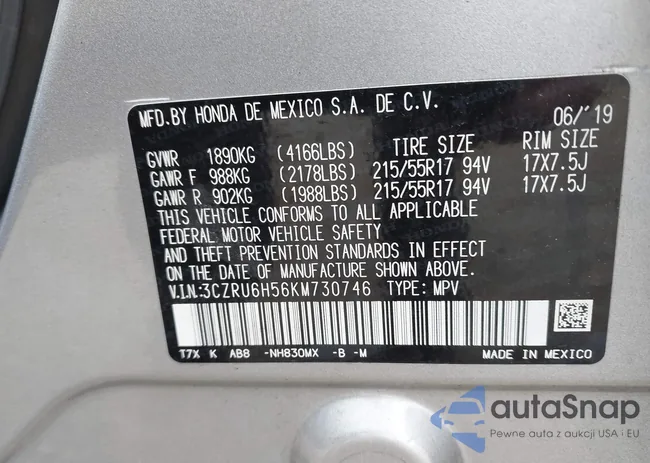 MFD.BY HONDA DE MEXICO S.A. DE C.V.
06/'19
TIRE SIZE RIM SIZE
GVWR 1890KG (4166LBS)
GAWR F 988KG (2178LBS) 215/55R17 94V 17X7.5J
GAWR R 902KG (1988LBS) 215/55R17 94V 17X7.5J
THIS VEHICLE CONFORMS TO ALL APPLICABLE
FEDERAL MOTOR VEHICLE SAFETY
AND THEFT PREVENTION STANDARDS IN EFFECT
ON THE DATE OF MANUFACTURE SHOWN ABOVE.
V.I.N:3CZRU6H56KM730746 TYPE: MPV
T7X K AB8 -NH830MX -B -M MADE IN MEXICO
autoSnap
Pewne auta z aukcji USA i EU